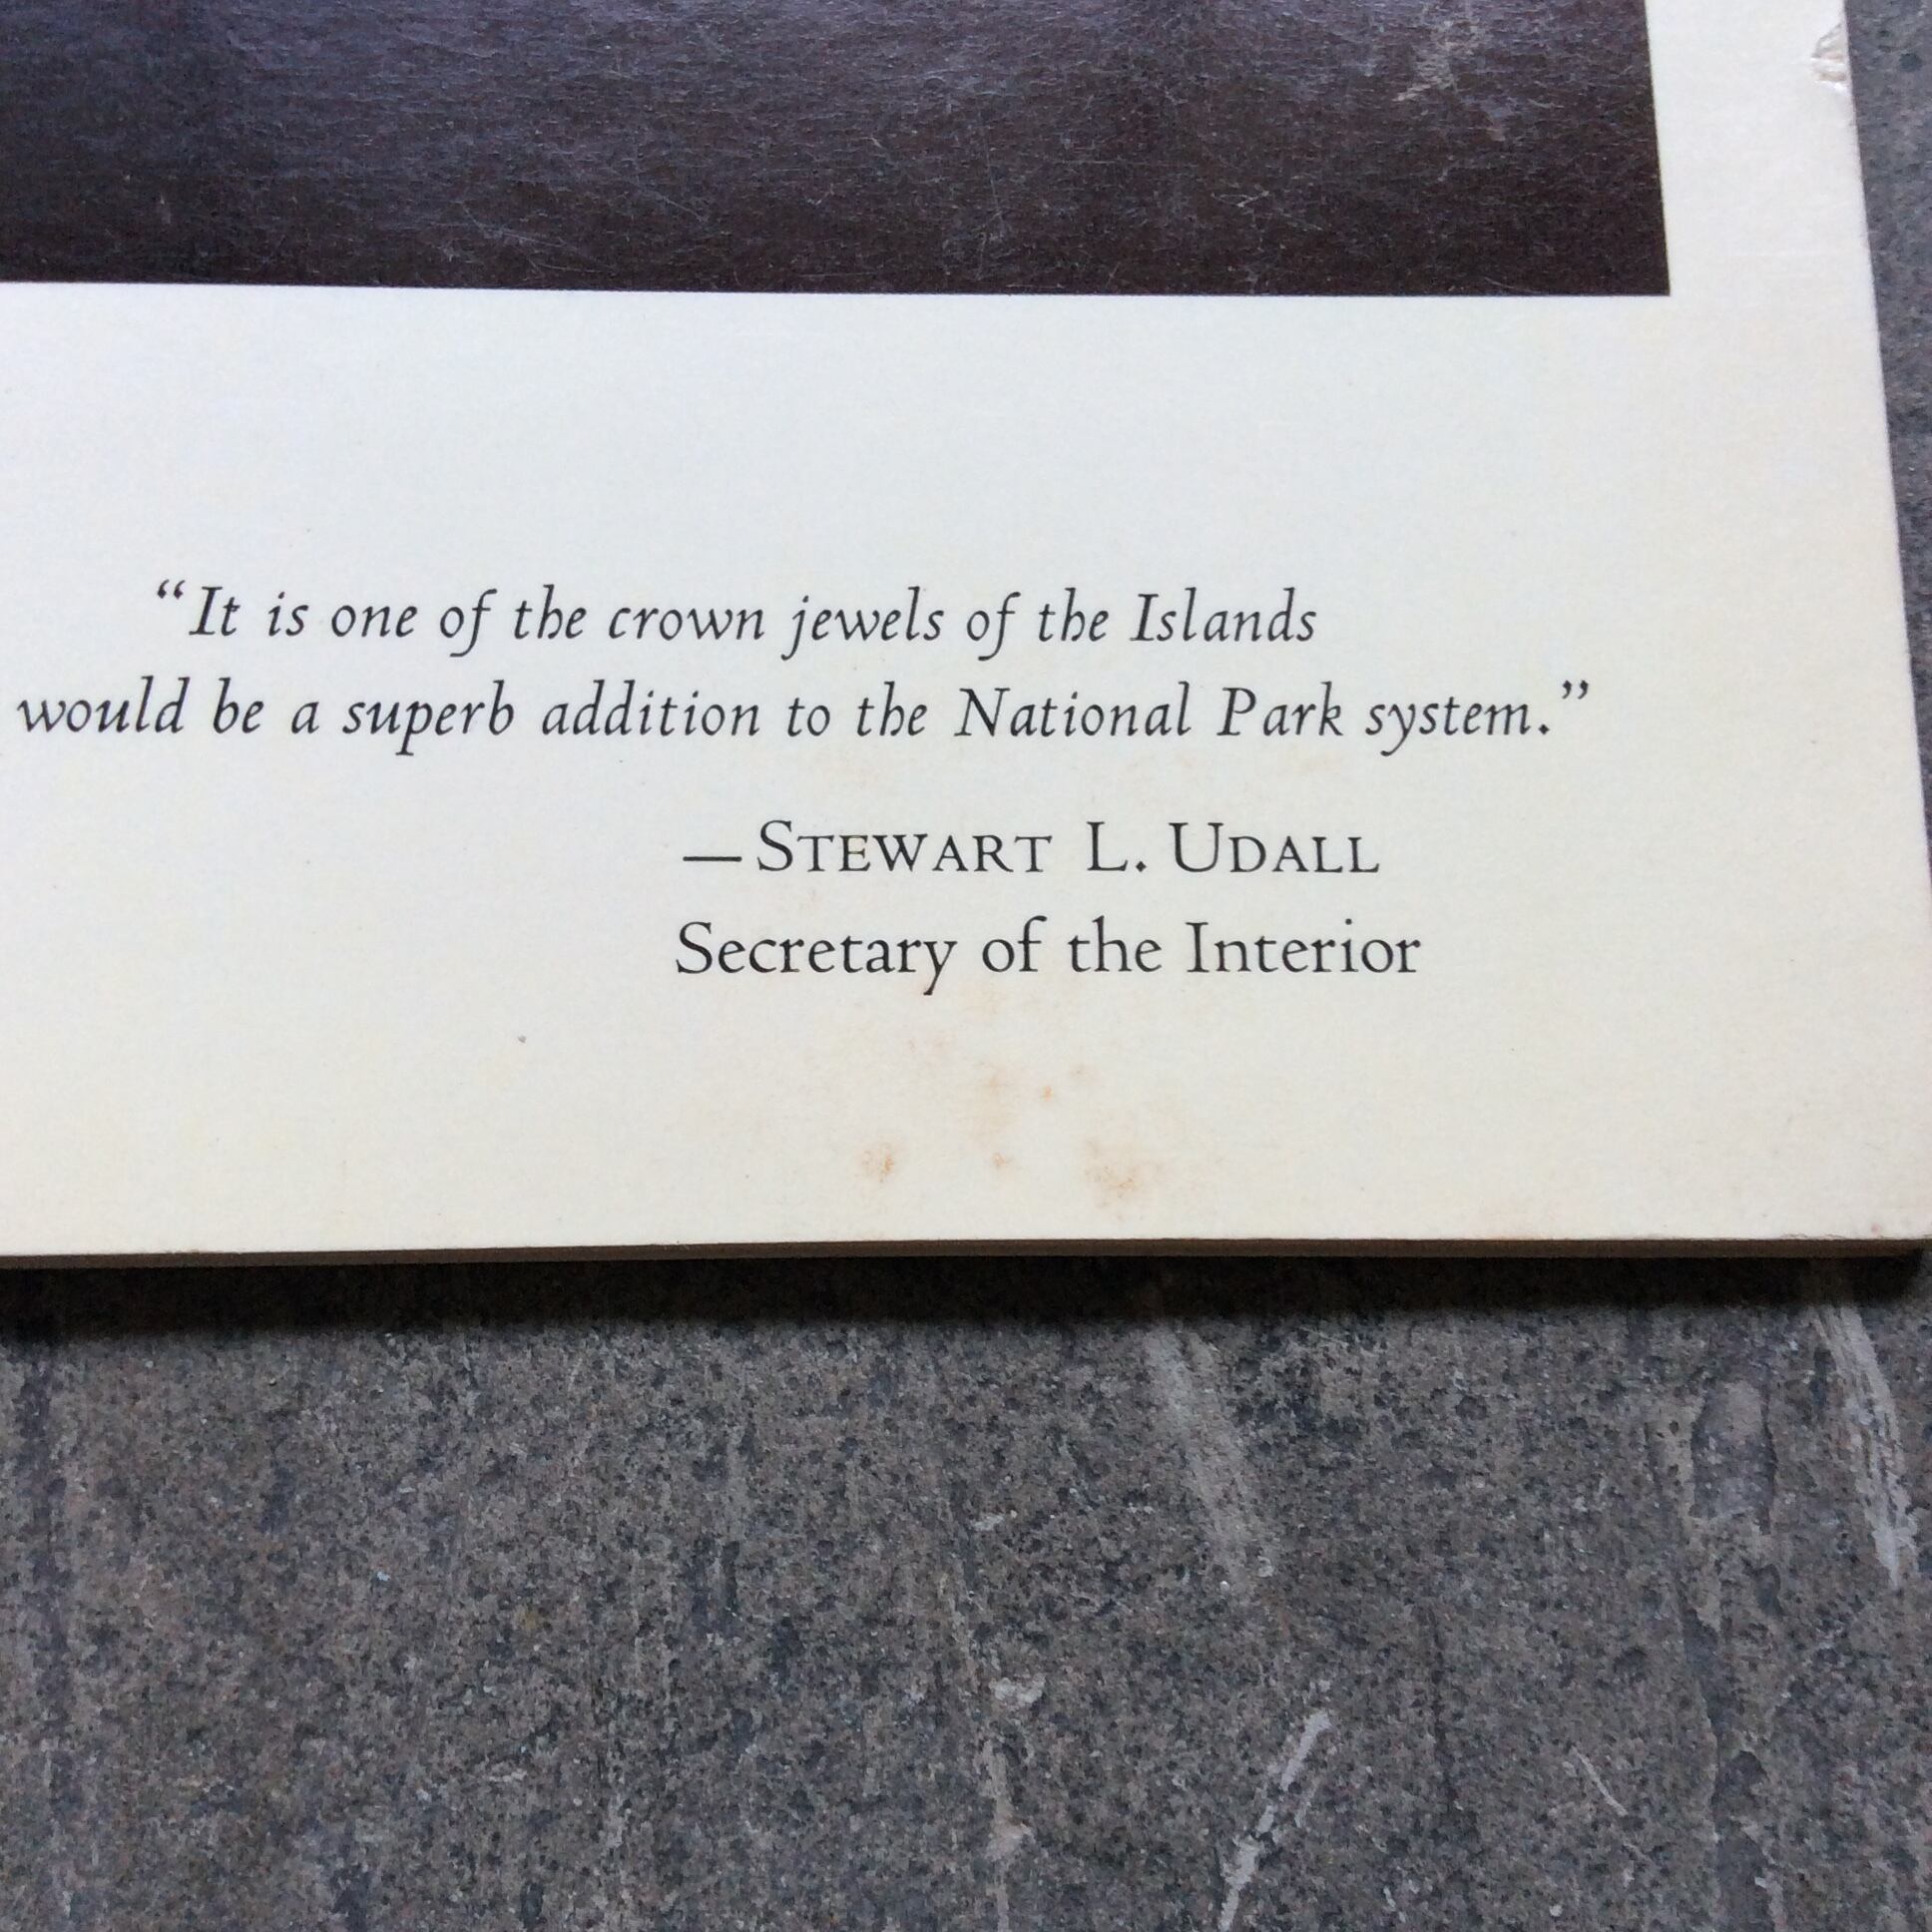 “It is one of the crown jewels of the Islands
would be a superb addition to the National Park system.”
—STEWART L. UDALL
Secretary of the Interior